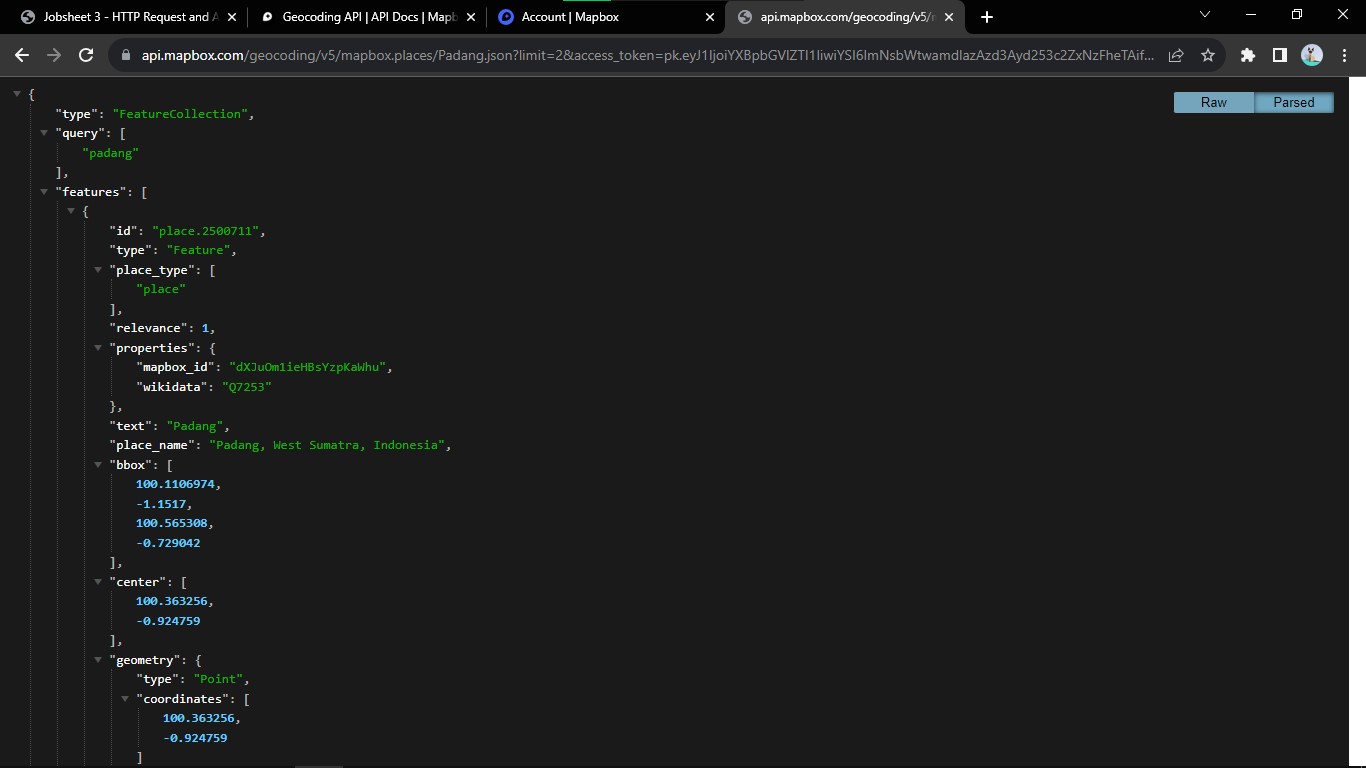 Jobsheet 3 - HTTP Request and A
Geocoding API | API Docs | Mapb
Account | Mapbox
api.mapbox.com/geocoding/v5/
api.mapbox.com/geocoding/v5/mapbox.places/Padang.json?limit=2&access_token=
Raw Parsed
{
"type": "FeatureCollection",
"query": [
"padang"
],
"features": [
{
"id": "place.2500711",
"type": "Feature",
"place_type": [
"place"
],
"relevance": 1,
"properties": {
"mapbox_id": "dXJuOm1ieHBsYzpKaWhu",
"wikidata": "Q7253"
},
"text": "Padang",
"place_name": "Padang, West Sumatra, Indonesia",
"bbox": [
100.1106974,
-1.1517,
100.565308,
-0.729042
],
"center": [
100.363256,
-0.924759
],
"geometry": {
"type": "Point",
"coordinates": [
100.363256,
-0.924759
]